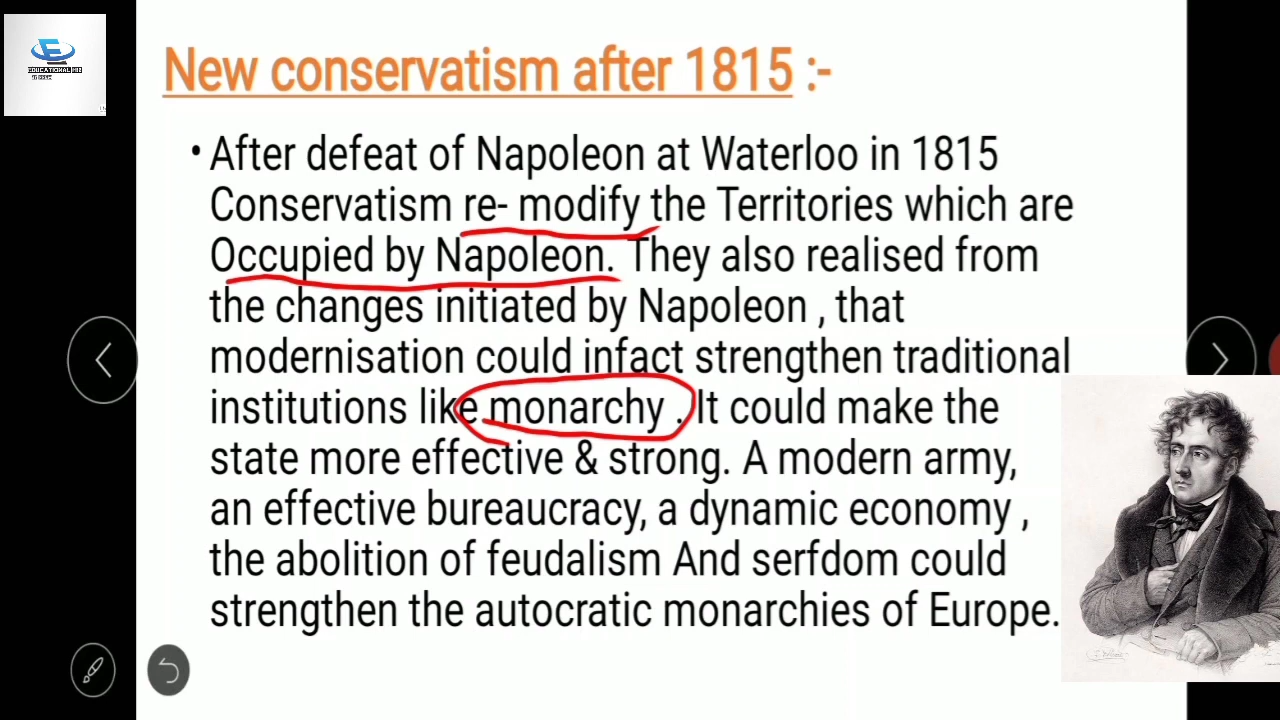 EDUCATIONAL
New conservatism after 1815 :-
• After defeat of Napoleon at Waterloo in 1815
Conservatism re- modify the Territories which are
Occupied by Napoleon. They also realised from
the changes initiated by Napoleon , that
modernisation could infact strengthen traditional
institutions like monarchy . It could make the
state more effective & strong. A modern army,
an effective bureaucracy, a dynamic economy ,
the abolition of feudalism And serfdom could
strengthen the autocratic monarchies of Europe.